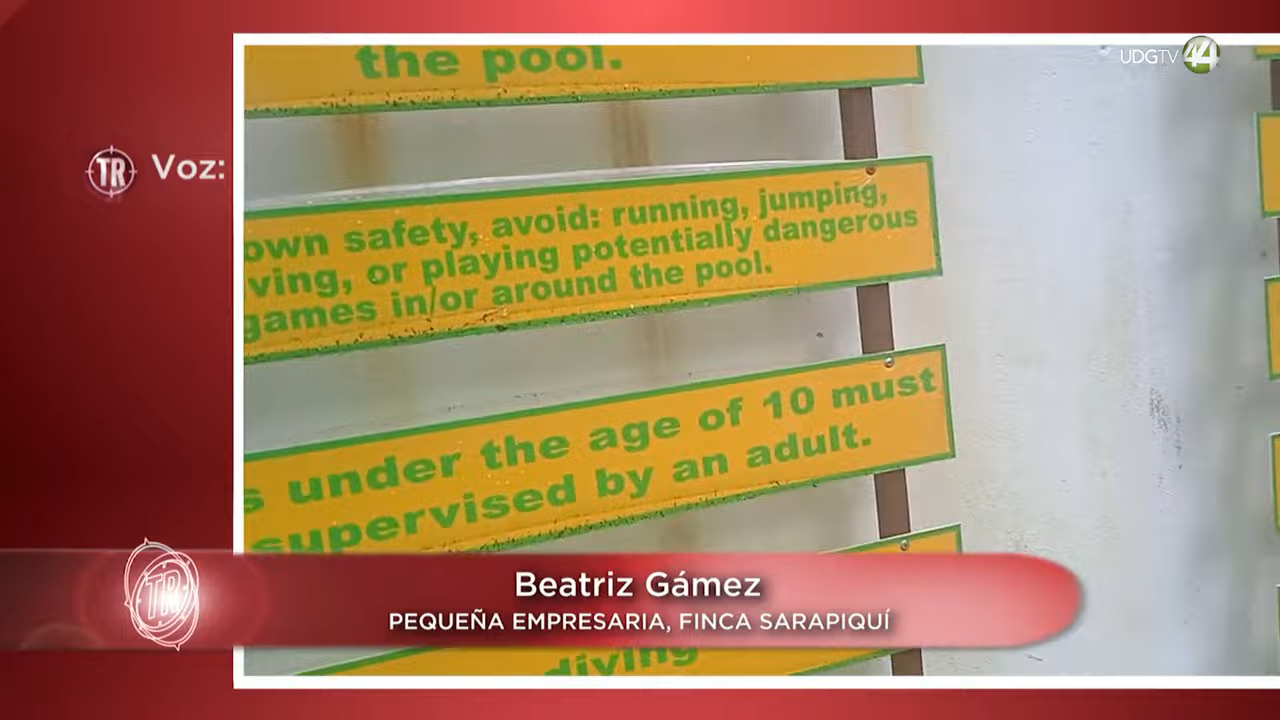 UDGTV 44
TR Voz:
the pool.
own safety, avoid: running, jumping,
ving, or playing potentially dangerous
games in/or around the pool.
s under the age of 10 must
supervised by an adult.
diving
TR
Beatriz Gámez
PEQUEÑA EMPRESARIA, FINCA SARAPIQUÍ